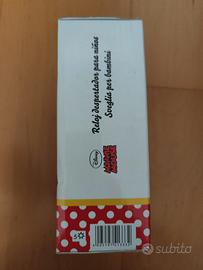 Reloj despertador para niños
Sveglia per bambini
Disney
MINNIE
MOUSE
subito